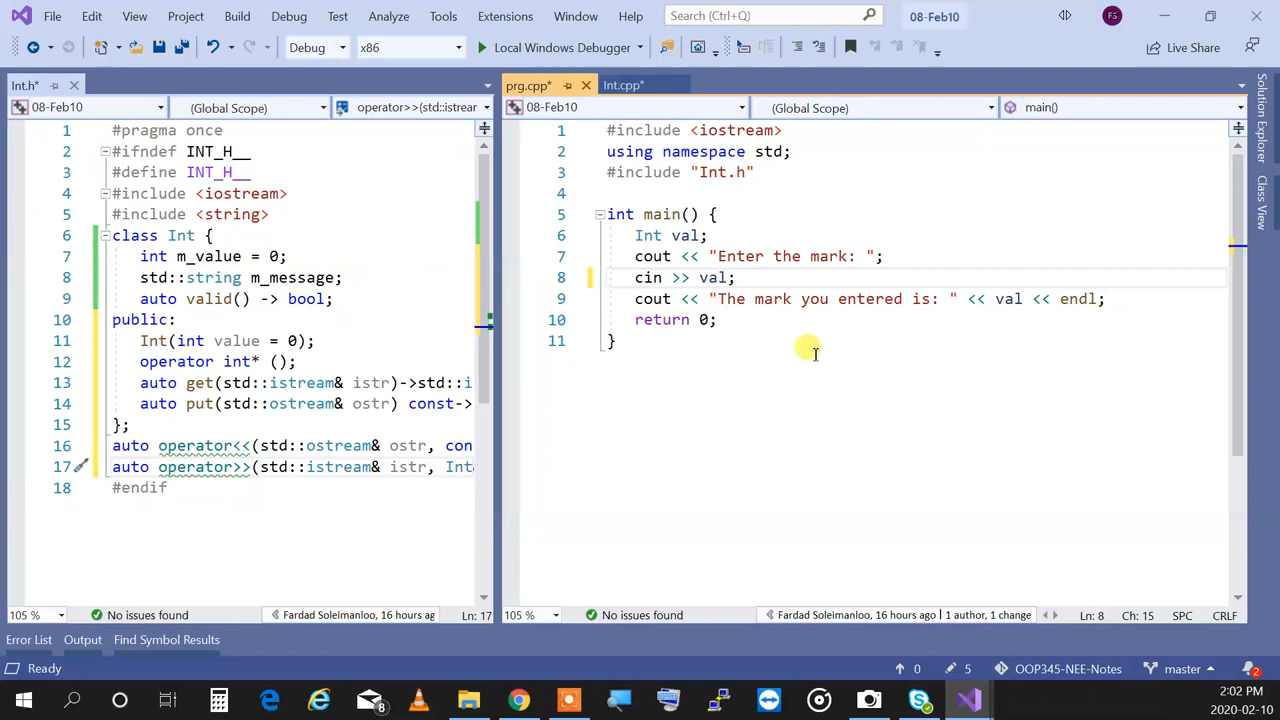 File Edit View Project Build Debug Test Analyze Tools Extensions Window Help Search (Ctrl+Q) 08-Feb10 FS
Debug x86 Local Windows Debugger Live Share
Int.h*
08-Feb10 (Global Scope) operator>>(std::istrear
1 #pragma once
2 #ifndef INT_H__
3 #define INT_H__
4 #include <iostream>
5 #include <string>
6 class Int {
7 int m_value = 0;
8 std::string m_message;
9 auto valid() -> bool;
10 public:
11 Int(int value = 0);
12 operator int* ();
13 auto get(std::istream& istr)->std::i
14 auto put(std::ostream& ostr) const->
15 };
16 auto operator<<(std::ostream& ostr, con
17 auto operator>>(std::istream& istr, Int&
18 #endif
105 % No issues found Fardad Soleimanloo, 16 hours ag Ln: 17
prg.cpp* Int.cpp*
08-Feb10 (Global Scope) main()
1 #include <iostream>
2 using namespace std;
3 #include "Int.h"
4
5 int main() {
6 Int val;
7 cout << "Enter the mark: ";
8 cin >> val;
9 cout << "The mark you entered is: " << val << endl;
10 return 0;
11 }
105 % No issues found Fardad Soleimanloo, 16 hours ago | 1 author, 1 change Ln: 8 Ch: 15 SPC CRLF
Solution Explorer
Class View
Error List Output Find Symbol Results
Ready 0 5 OOP345-NEE-Notes master 2
8 2:02 PM
2020-02-10